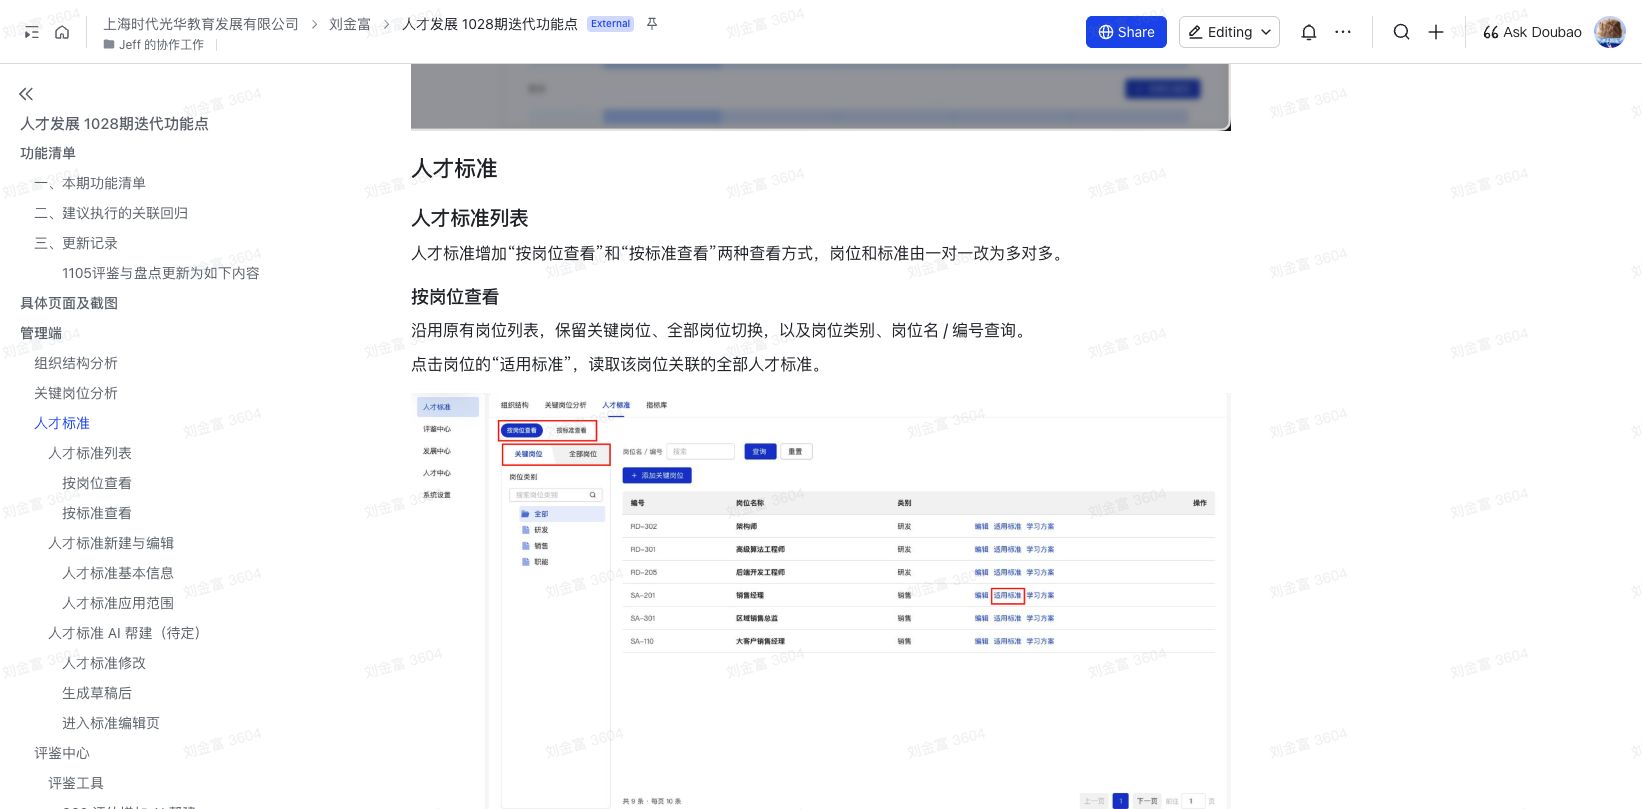 上海时代光华教育发展有限公司 > 刘金富 > 人才发展 1028期迭代功能点 External
Jeff 的协作工作
Share
Editing
Ask Doubao
人才发展 1028期迭代功能点
功能清单
一、本期功能清单
二、建议执行的关联回归
三、更新记录
1105评鉴与盘点更新为如下内容
具体页面及截图
管理端
组织结构分析
关键岗位分析
人才标准
人才标准列表
按岗位查看
按标准查看
人才标准新建与编辑
人才标准基本信息
人才标准应用范围
人才标准 AI 帮建（待定）
人才标准修改
生成草稿后
进入标准编辑页
评鉴中心
评鉴工具
人才标准
人才标准列表
人才标准增加“按岗位查看”和“按标准查看”两种查看方式，岗位和标准由一对一改为多对多。
按岗位查看
沿用原有岗位列表，保留关键岗位、全部岗位切换，以及岗位类别、岗位名 / 编号查询。
点击岗位的“适用标准”，读取该岗位关联的全部人才标准。
人才标准
评鉴中心
发展中心
人才中心
系统设置
组织结构 关键岗位分析 人才标准 指标库
按岗位查看 按标准查看
关键岗位 全部岗位
岗位类别
搜索岗位类别
全部
研发
销售
职能
岗位名 / 编号 搜索 查询 重置
+ 添加关键岗位
编号 岗位名称 类别 操作
RD-302 架构师 研发 编辑 适用标准 学习方案
RD-301 高级算法工程师 研发 编辑 适用标准 学习方案
RD-205 后端开发工程师 研发 编辑 适用标准 学习方案
SA-201 销售经理 销售 编辑 适用标准 学习方案
SA-301 区域销售总监 销售 编辑 适用标准 学习方案
SA-110 大客户销售经理 销售 编辑 适用标准 学习方案
共 9 条 · 每页 10 条
上一页 1 下一页 前往 1 页
刘金富 3604